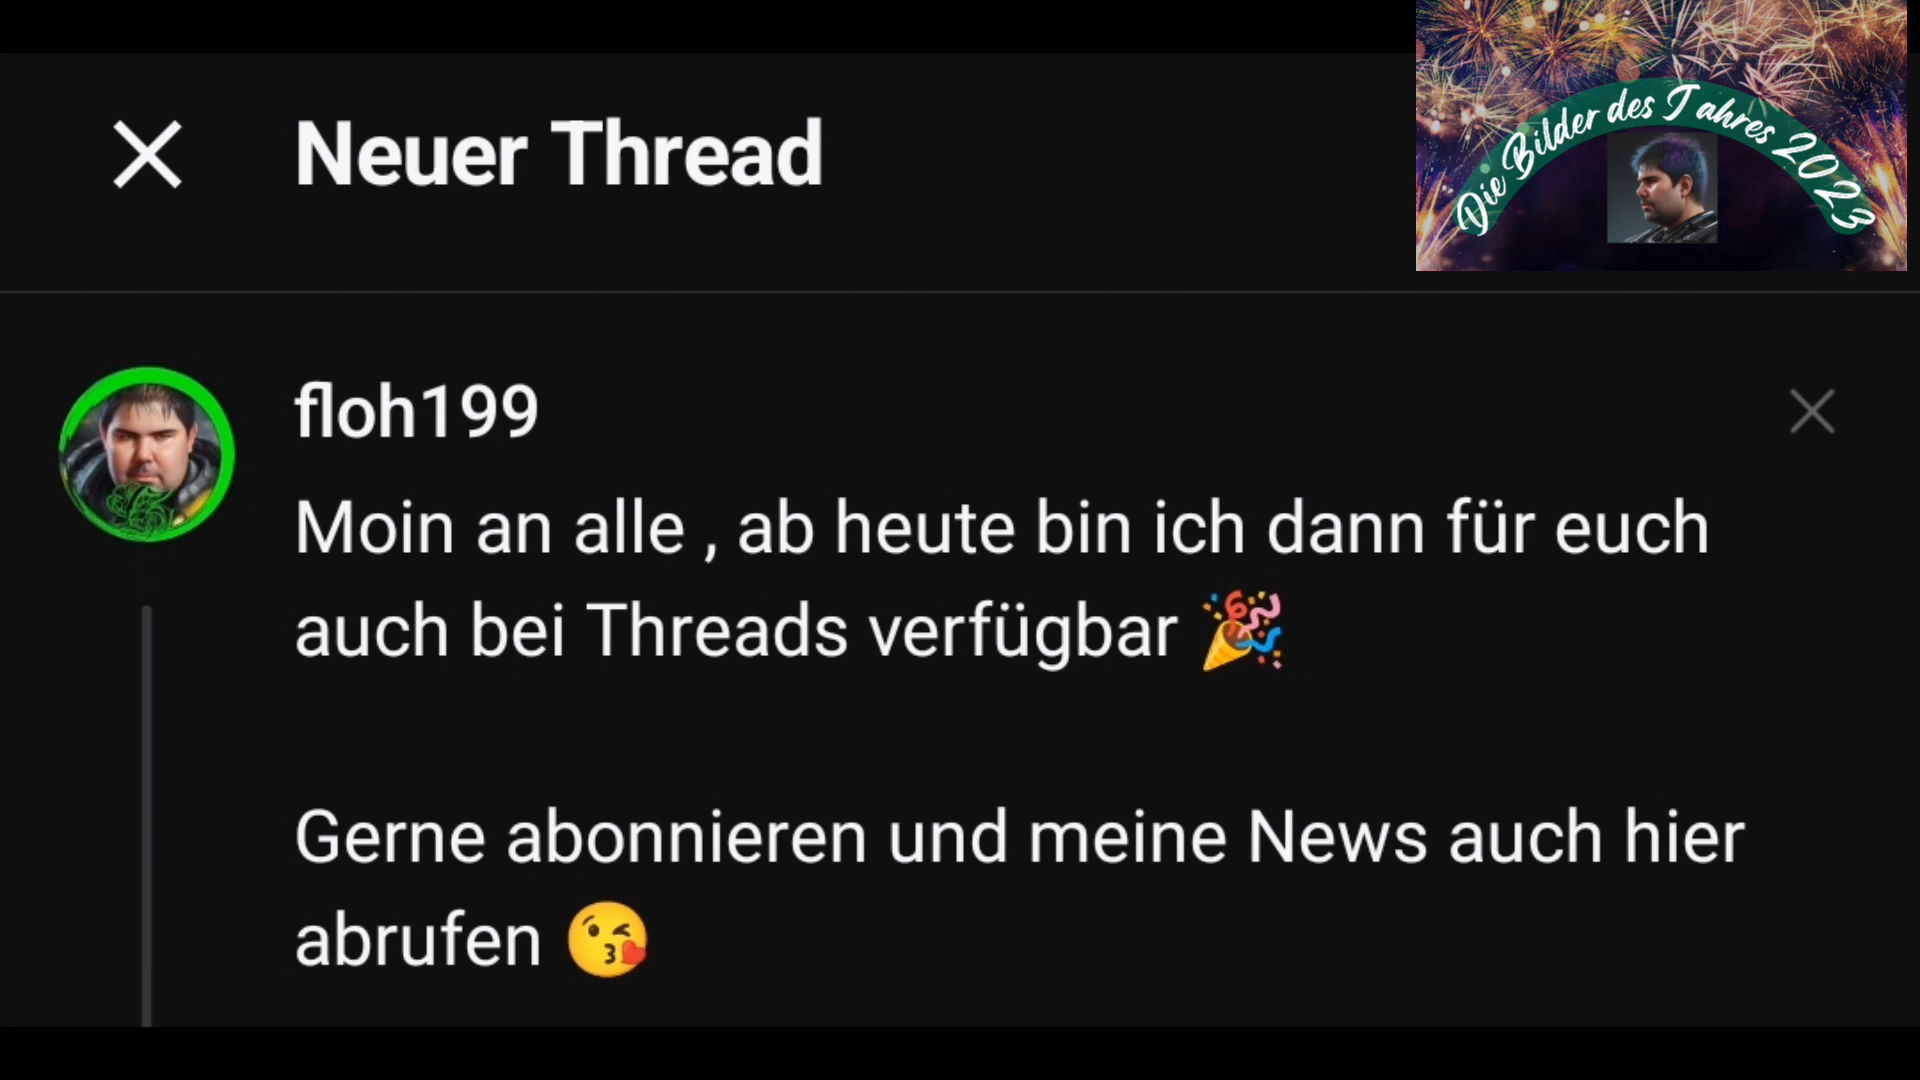 Neuer Thread
Die Bilder des Jahres 2023
floh199
Moin an alle , ab heute bin ich dann für euch
auch bei Threads verfügbar 🎉
Gerne abonnieren und meine News auch hier
abrufen 😘